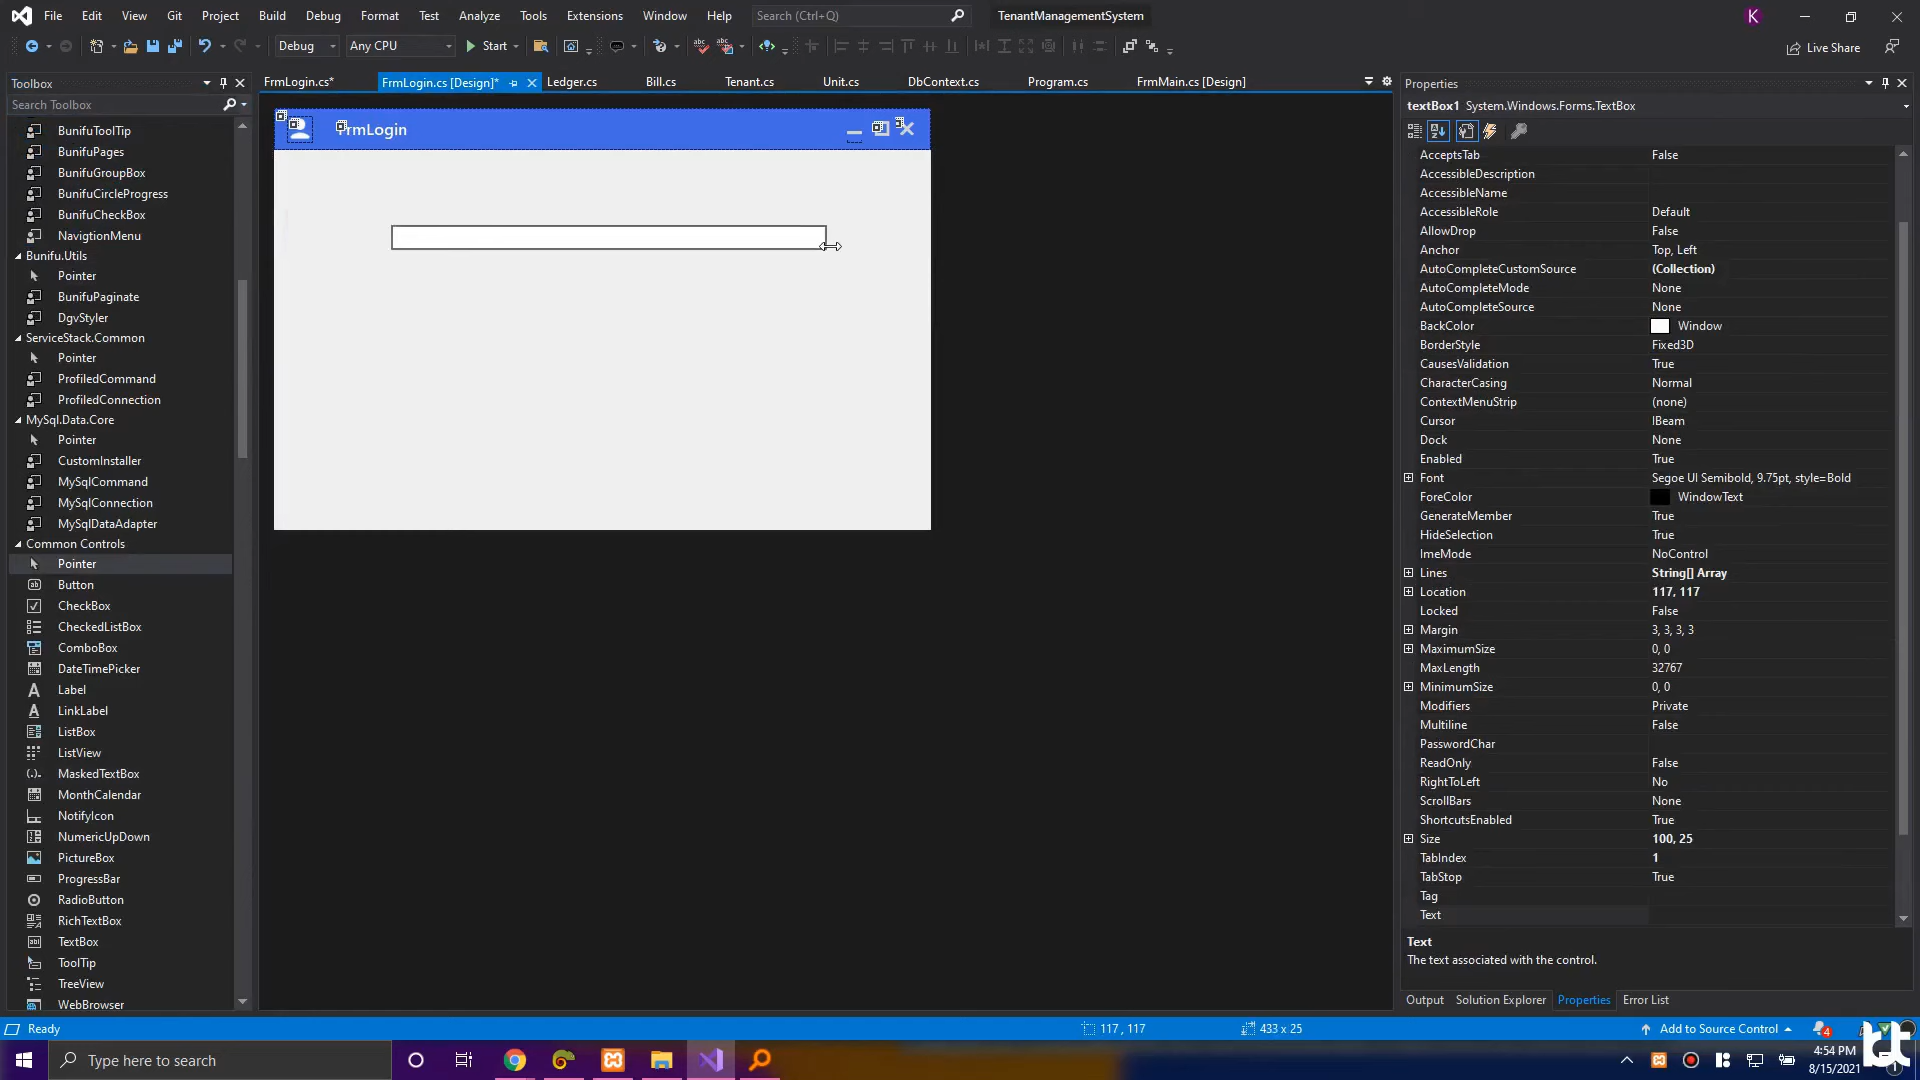 File Edit View Git Project Build Debug Format Test Analyze Tools Extensions Window Help Search (Ctrl+Q) TenantManagementSystem K
Debug Any CPU Start Live Share
Toolbox
Search Toolbox
BunifuToolTip
BunifuPages
BunifuGroupBox
BunifuCircleProgress
BunifuCheckBox
NavigtionMenu
Bunifu.Utils
Pointer
BunifuPaginate
DgvStyler
ServiceStack.Common
Pointer
ProfiledCommand
ProfiledConnection
MySql.Data.Core
Pointer
CustomInstaller
MySqlCommand
MySqlConnection
MySqlDataAdapter
Common Controls
Pointer
Button
CheckBox
CheckedListBox
ComboBox
DateTimePicker
Label
LinkLabel
ListBox
ListView
MaskedTextBox
MonthCalendar
NotifyIcon
NumericUpDown
PictureBox
ProgressBar
RadioButton
RichTextBox
TextBox
ToolTip
TreeView
WebBrowser
FrmLogin.cs* FrmLogin.cs [Design]* Ledger.cs Bill.cs Tenant.cs Unit.cs DbContext.cs Program.cs FrmMain.cs [Design]
FrmLogin
Properties
textBox1 System.Windows.Forms.TextBox
AcceptsTab False
AccessibleDescription
AccessibleName
AccessibleRole Default
AllowDrop False
Anchor Top, Left
AutoCompleteCustomSource (Collection)
AutoCompleteMode None
AutoCompleteSource None
BackColor Window
BorderStyle Fixed3D
CausesValidation True
CharacterCasing Normal
ContextMenuStrip (none)
Cursor IBeam
Dock None
Enabled True
Font Segoe UI Semibold, 9.75pt, style=Bold
ForeColor WindowText
GenerateMember True
HideSelection True
ImeMode NoControl
Lines String[] Array
Location 117, 117
Locked False
Margin 3, 3, 3, 3
MaximumSize 0, 0
MaxLength 32767
MinimumSize 0, 0
Modifiers Private
Multiline False
PasswordChar
ReadOnly False
RightToLeft No
ScrollBars None
ShortcutsEnabled True
Size 100, 25
TabIndex 1
TabStop True
Tag
Text
Text
The text associated with the control.
Output Solution Explorer Properties Error List
Ready 117 , 117 433 x 25 Add to Source Control 4
Type here to search
4:54 PM
8/15/2021